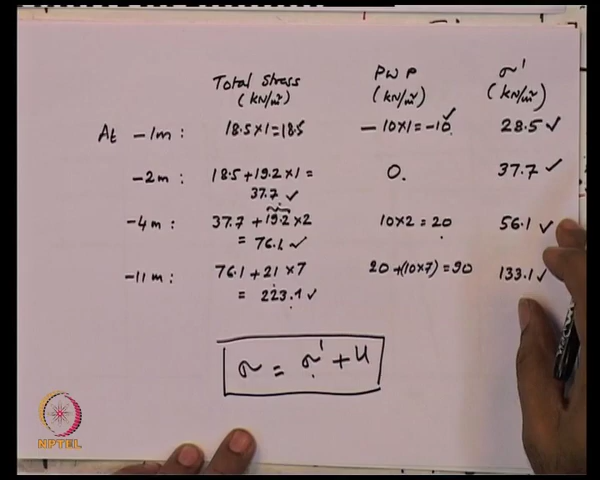 Total Stress PWP σ'
(kN/m²) (kN/m²) (kN/m²)
At -1m: 18.5×1=18.5 -10×1=-10 28.5 ✓
-2m: 18.5+19.2×1= 0. 37.7 ✓
37.7 ✓
-4m: 37.7+19.2×2 10×2=20 56.1 ✓
= 76.1 ✓
-11m: 76.1+21×7 20+(10×7)=90 133.1 ✓
= 223.1 ✓
σ = σ' + u
NPTEL